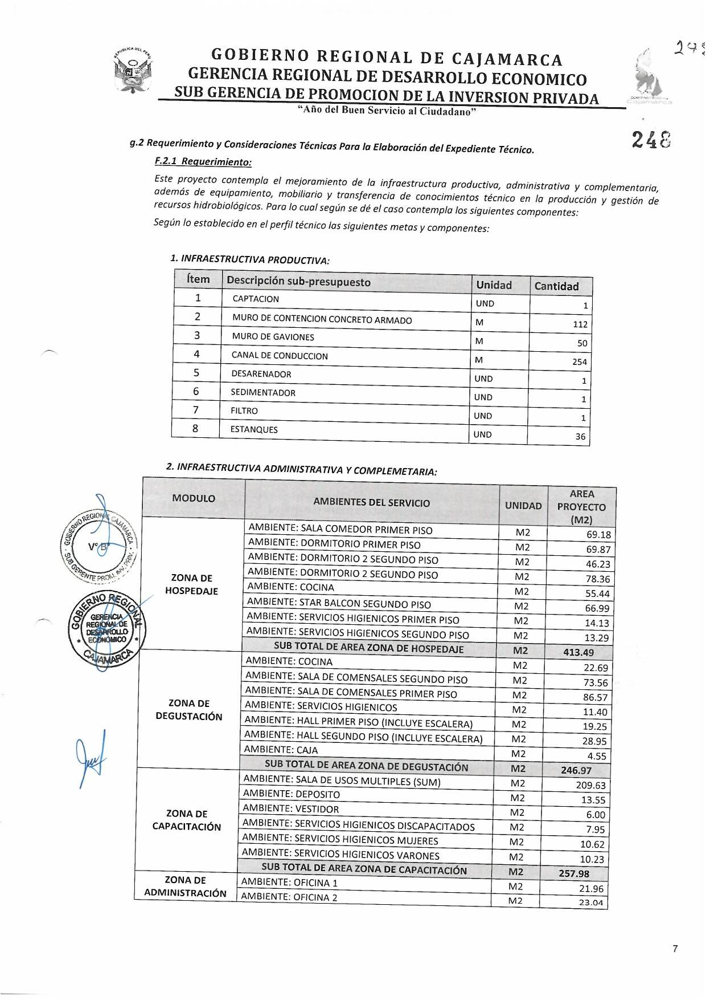 REPUBLICA DEL PERU
GOBIERNO REGIONAL DE CAJAMARCA
GERENCIA REGIONAL DE DESARROLLO ECONOMICO
SUB GERENCIA DE PROMOCION DE LA INVERSION PRIVADA
“Año del Buen Servicio al Ciudadano”
Cajamarca
248
g.2 Requerimiento y Consideraciones Técnicas Para la Elaboración del Expediente Técnico.
F.2.1 Requerimiento:
Este proyecto contempla el mejoramiento de la infraestructura productiva, administrativa y complementaria,
además de equipamiento, mobiliario y transferencia de conocimientos técnico en la producción y gestión de
recursos hidrobiológicos. Para lo cual según se dé el caso contempla los siguientes componentes:
Según lo establecido en el perfil técnico las siguientes metas y componentes:
1. INFRAESTRUCTIVA PRODUCTIVA:
Ítem Descripción sub-presupuesto Unidad Cantidad
1 CAPTACION UND 1
2 MURO DE CONTENCION CONCRETO ARMADO M 112
3 MURO DE GAVIONES M 50
4 CANAL DE CONDUCCION M 254
5 DESARENADOR UND 1
6 SEDIMENTADOR UND 1
7 FILTRO UND 1
8 ESTANQUES UND 36
2. INFRAESTRUCTIVA ADMINISTRATIVA Y COMPLEMETARIA:
MODULO AMBIENTES DEL SERVICIO UNIDAD AREA PROYECTO (M2)
ZONA DE HOSPEDAJE
AMBIENTE: SALA COMEDOR PRIMER PISO M2 69.18
AMBIENTE: DORMITORIO PRIMER PISO M2 69.87
AMBIENTE: DORMITORIO 2 SEGUNDO PISO M2 46.23
AMBIENTE: DORMITORIO 2 SEGUNDO PISO M2 78.36
AMBIENTE: COCINA M2 55.44
AMBIENTE: STAR BALCON SEGUNDO PISO M2 66.99
AMBIENTE: SERVICIOS HIGIENICOS PRIMER PISO M2 14.13
AMBIENTE: SERVICIOS HIGIENICOS SEGUNDO PISO M2 13.29
SUB TOTAL DE AREA ZONA DE HOSPEDAJE M2 413.49
ZONA DE DEGUSTACIÓN
AMBIENTE: COCINA M2 22.69
AMBIENTE: SALA DE COMENSALES SEGUNDO PISO M2 73.56
AMBIENTE: SALA DE COMENSALES PRIMER PISO M2 86.57
AMBIENTE: SERVICIOS HIGIENICOS M2 11.40
AMBIENTE: HALL PRIMER PISO (INCLUYE ESCALERA) M2 19.25
AMBIENTE: HALL SEGUNDO PISO (INCLUYE ESCALERA) M2 28.95
AMBIENTE: CAJA M2 4.55
SUB TOTAL DE AREA ZONA DE DEGUSTACIÓN M2 246.97
ZONA DE CAPACITACIÓN
AMBIENTE: SALA DE USOS MULTIPLES (SUM) M2 209.63
AMBIENTE: DEPOSITO M2 13.55
AMBIENTE: VESTIDOR M2 6.00
AMBIENTE: SERVICIOS HIGIENICOS DISCAPACITADOS M2 7.95
AMBIENTE: SERVICIOS HIGIENICOS MUJERES M2 10.62
AMBIENTE: SERVICIOS HIGIENICOS VARONES M2 10.23
SUB TOTAL DE AREA ZONA DE CAPACITACIÓN M2 257.98
ZONA DE ADMINISTRACIÓN
AMBIENTE: OFICINA 1 M2 21.96
AMBIENTE: OFICINA 2 M2 23.04
GOBIERNO REGIONAL CAJAMARCA
V° B°
SUB GERENTE PROM. INV. PRIV.
GOBIERNO REGIONAL
GERENCIA
REGIONAL DE
DESARROLLO
ECONOMICO
CAJAMARCA
7